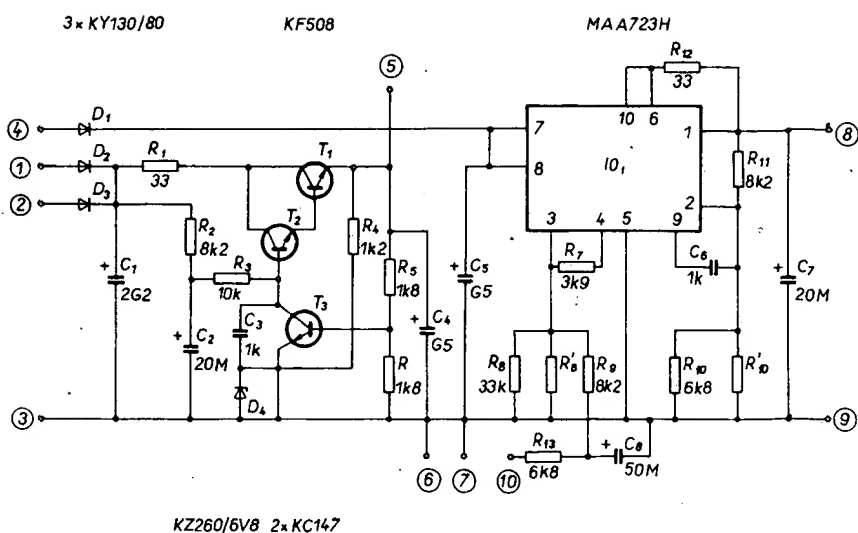 3 x KY130/80 KF508 MAA723H
5
R12
33
4 D1
7 10 6 1 8
1 D2 R1 T1
33
8 IO1 R11
8k2
2 D3 T2
R2 R4 2
8k2 1k2 3 4 5 9
C1 R3 R5 C5 R7 C6 C7
+ 2G2 10k 1k8 + G5 3k9 1k + 20M
C3 T3 C4
+ C2 1k + G5
20M R R8 R'8 R9 R10 R'10
1k8 33k 8k2 6k8
D4
3 9
R13 + C8
6 7 10 6k8 50M
KZ260/6V8 2x KC147